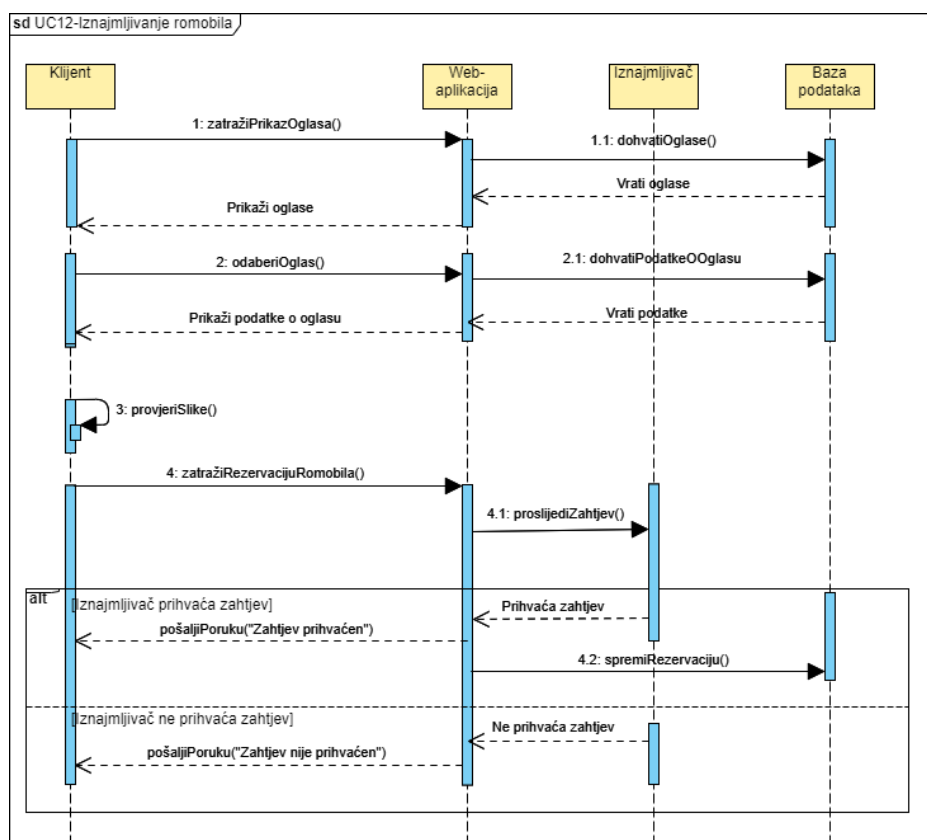 sd UC12-Iznajmljivanje romobila
Klijent
Web-
aplikacija
Iznajmljivač
Baza
podataka
1: zatražiPrikazOglasa()
1.1: dohvatiOglase()
Vrati oglase
Prikaži oglase
2: odaberiOglas()
2.1: dohvatiPodatkeOOglasu
Vrati podatke
Prikaži podatke o oglasu
3: provjeriSlike()
4: zatražiRezervacijuRomobila()
4.1: proslijediZahtjev()
alt
[Iznajmljivač prihvaća zahtjev]
Prihvaća zahtjev
pošaljiPoruku("Zahtjev prihvaćen")
4.2: spremiRezervaciju()
[Iznajmljivač ne prihvaća zahtjev]
Ne prihvaća zahtjev
pošaljiPoruku("Zahtjev nije prihvaćen")